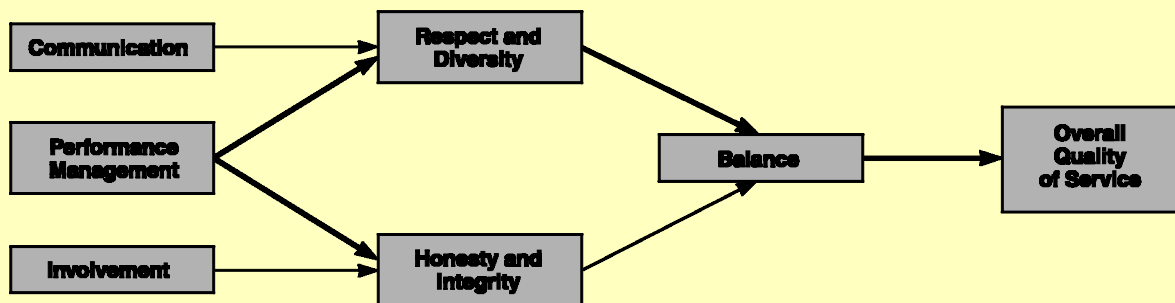 Communication
Respect and
Diversity
Performance
Management
Balance
Overall
Quality
of Service
Involvement
Honesty and
Integrity